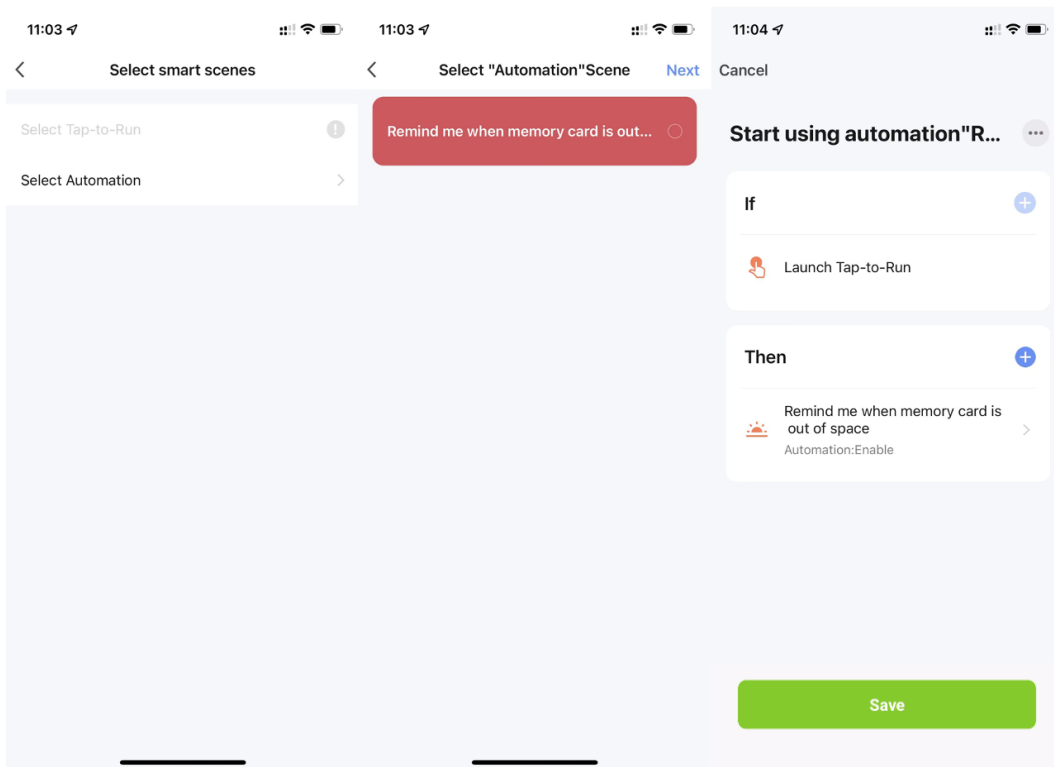 11:03
Select smart scenes
Select Tap-to-Run
Select Automation
11:03
Select "Automation"Scene
Next
Remind me when memory card is out...
11:04
Cancel
Start using automation"R...
If
Launch Tap-to-Run
Then
Remind me when memory card is
out of space
Automation:Enable
Save